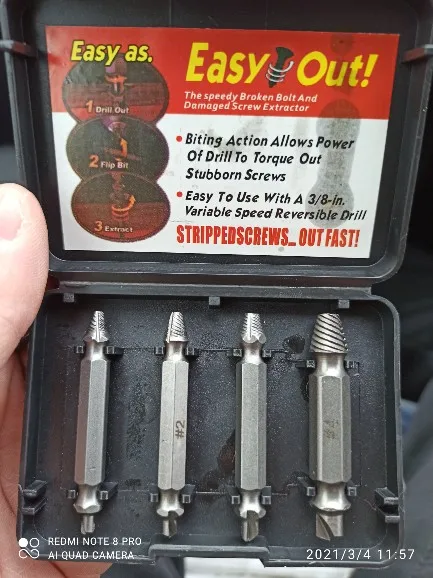 Easy as.
Easy Out!
The speedy Broken Bolt And
Damaged Screw Extractor
1 Drill Out
2 Flip Bit
3 Extract
• Biting Action Allows Power
Of Drill To Torque Out
Stubborn Screws
• Easy To Use With A 3/8-in.
Variable Speed Reversible Drill
STRIPPEDSCREWS... OUT FAST!
#2
REDMI NOTE 8 PRO
AI QUAD CAMERA
2021/3/4 11:57